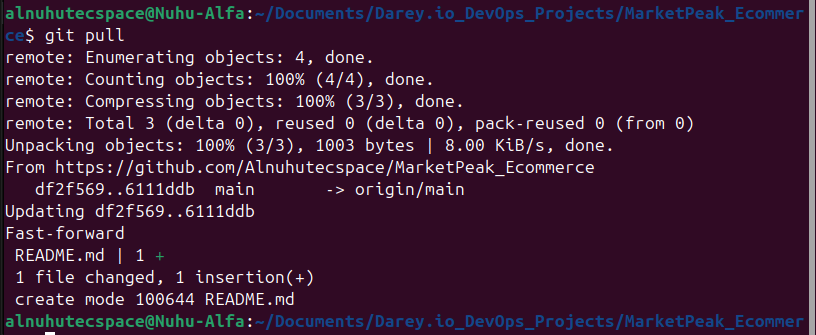 alnuhutecspace@Nuhu-Alfa:~/Documents/Darey.io_DevOps_Projects/MarketPeak_Ecommer
ce$ git pull
remote: Enumerating objects: 4, done.
remote: Counting objects: 100% (4/4), done.
remote: Compressing objects: 100% (3/3), done.
remote: Total 3 (delta 0), reused 0 (delta 0), pack-reused 0 (from 0)
Unpacking objects: 100% (3/3), 1003 bytes | 8.00 KiB/s, done.
From https://github.com/Alnuhutecspace/MarketPeak_Ecommerce
   df2f569..6111ddb  main       -> origin/main
Updating df2f569..6111ddb
Fast-forward
 README.md | 1 +
 1 file changed, 1 insertion(+)
 create mode 100644 README.md
alnuhutecspace@Nuhu-Alfa:~/Documents/Darey.io_DevOps_Projects/MarketPeak_Ecommer